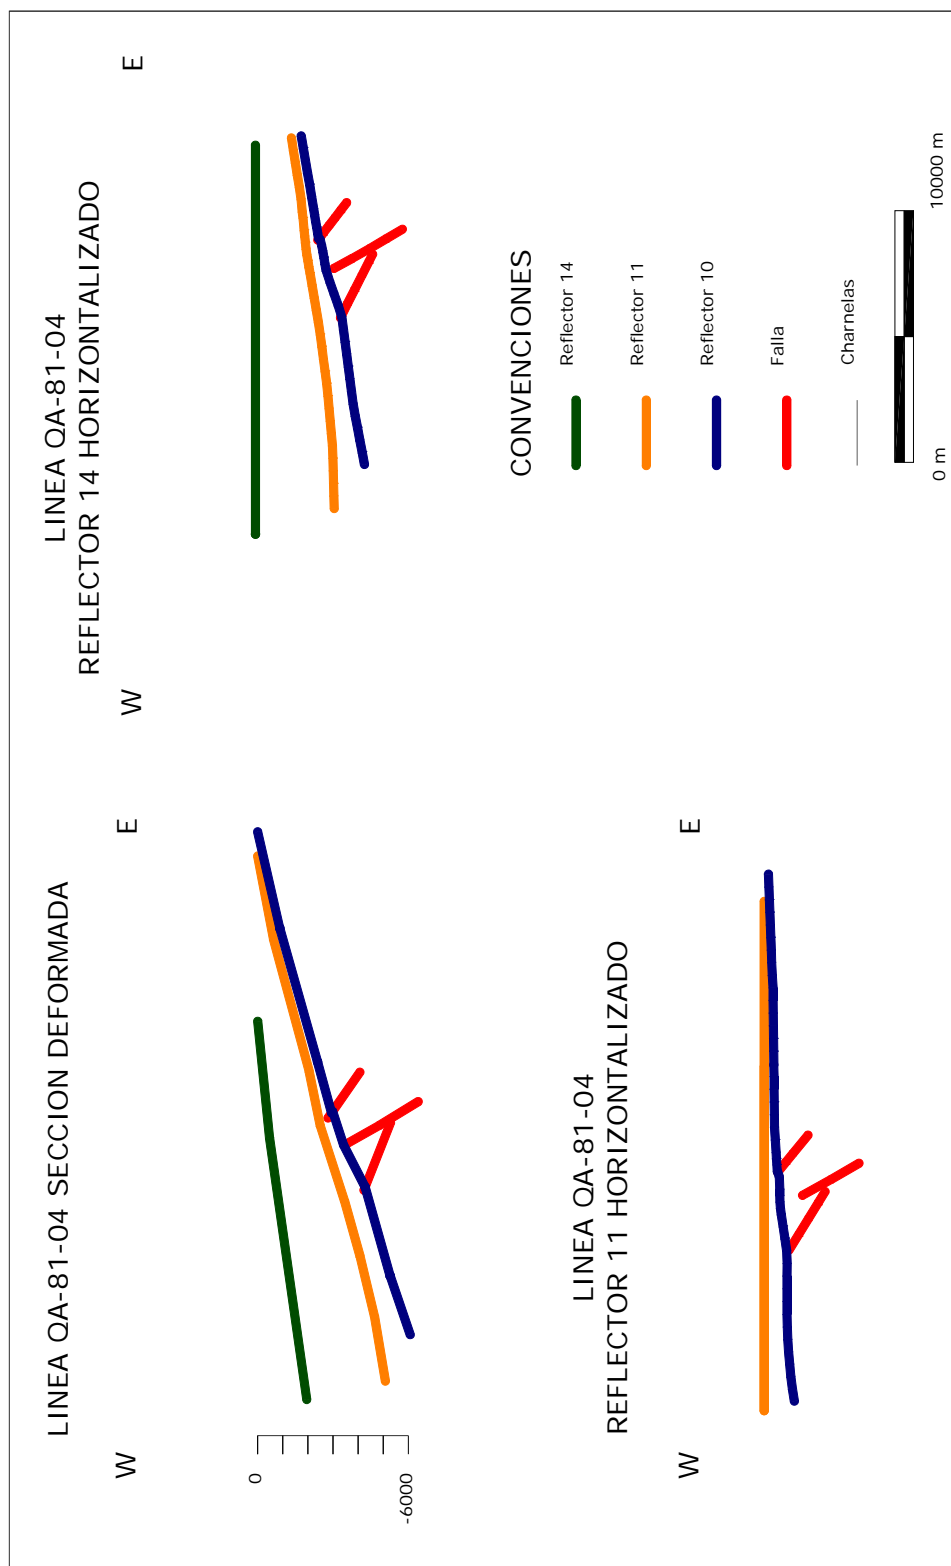 LINEA QA-81-04 SECCION DEFORMADA
W
E
0
-6000
LINEA QA-81-04
REFLECTOR 14 HORIZONTALIZADO
W
E
LINEA QA-81-04
REFLECTOR 11 HORIZONTALIZADO
W
E
CONVENCIONES
Reflector 14
Reflector 11
Reflector 10
Falla
Charnelas
0 m
10000 m